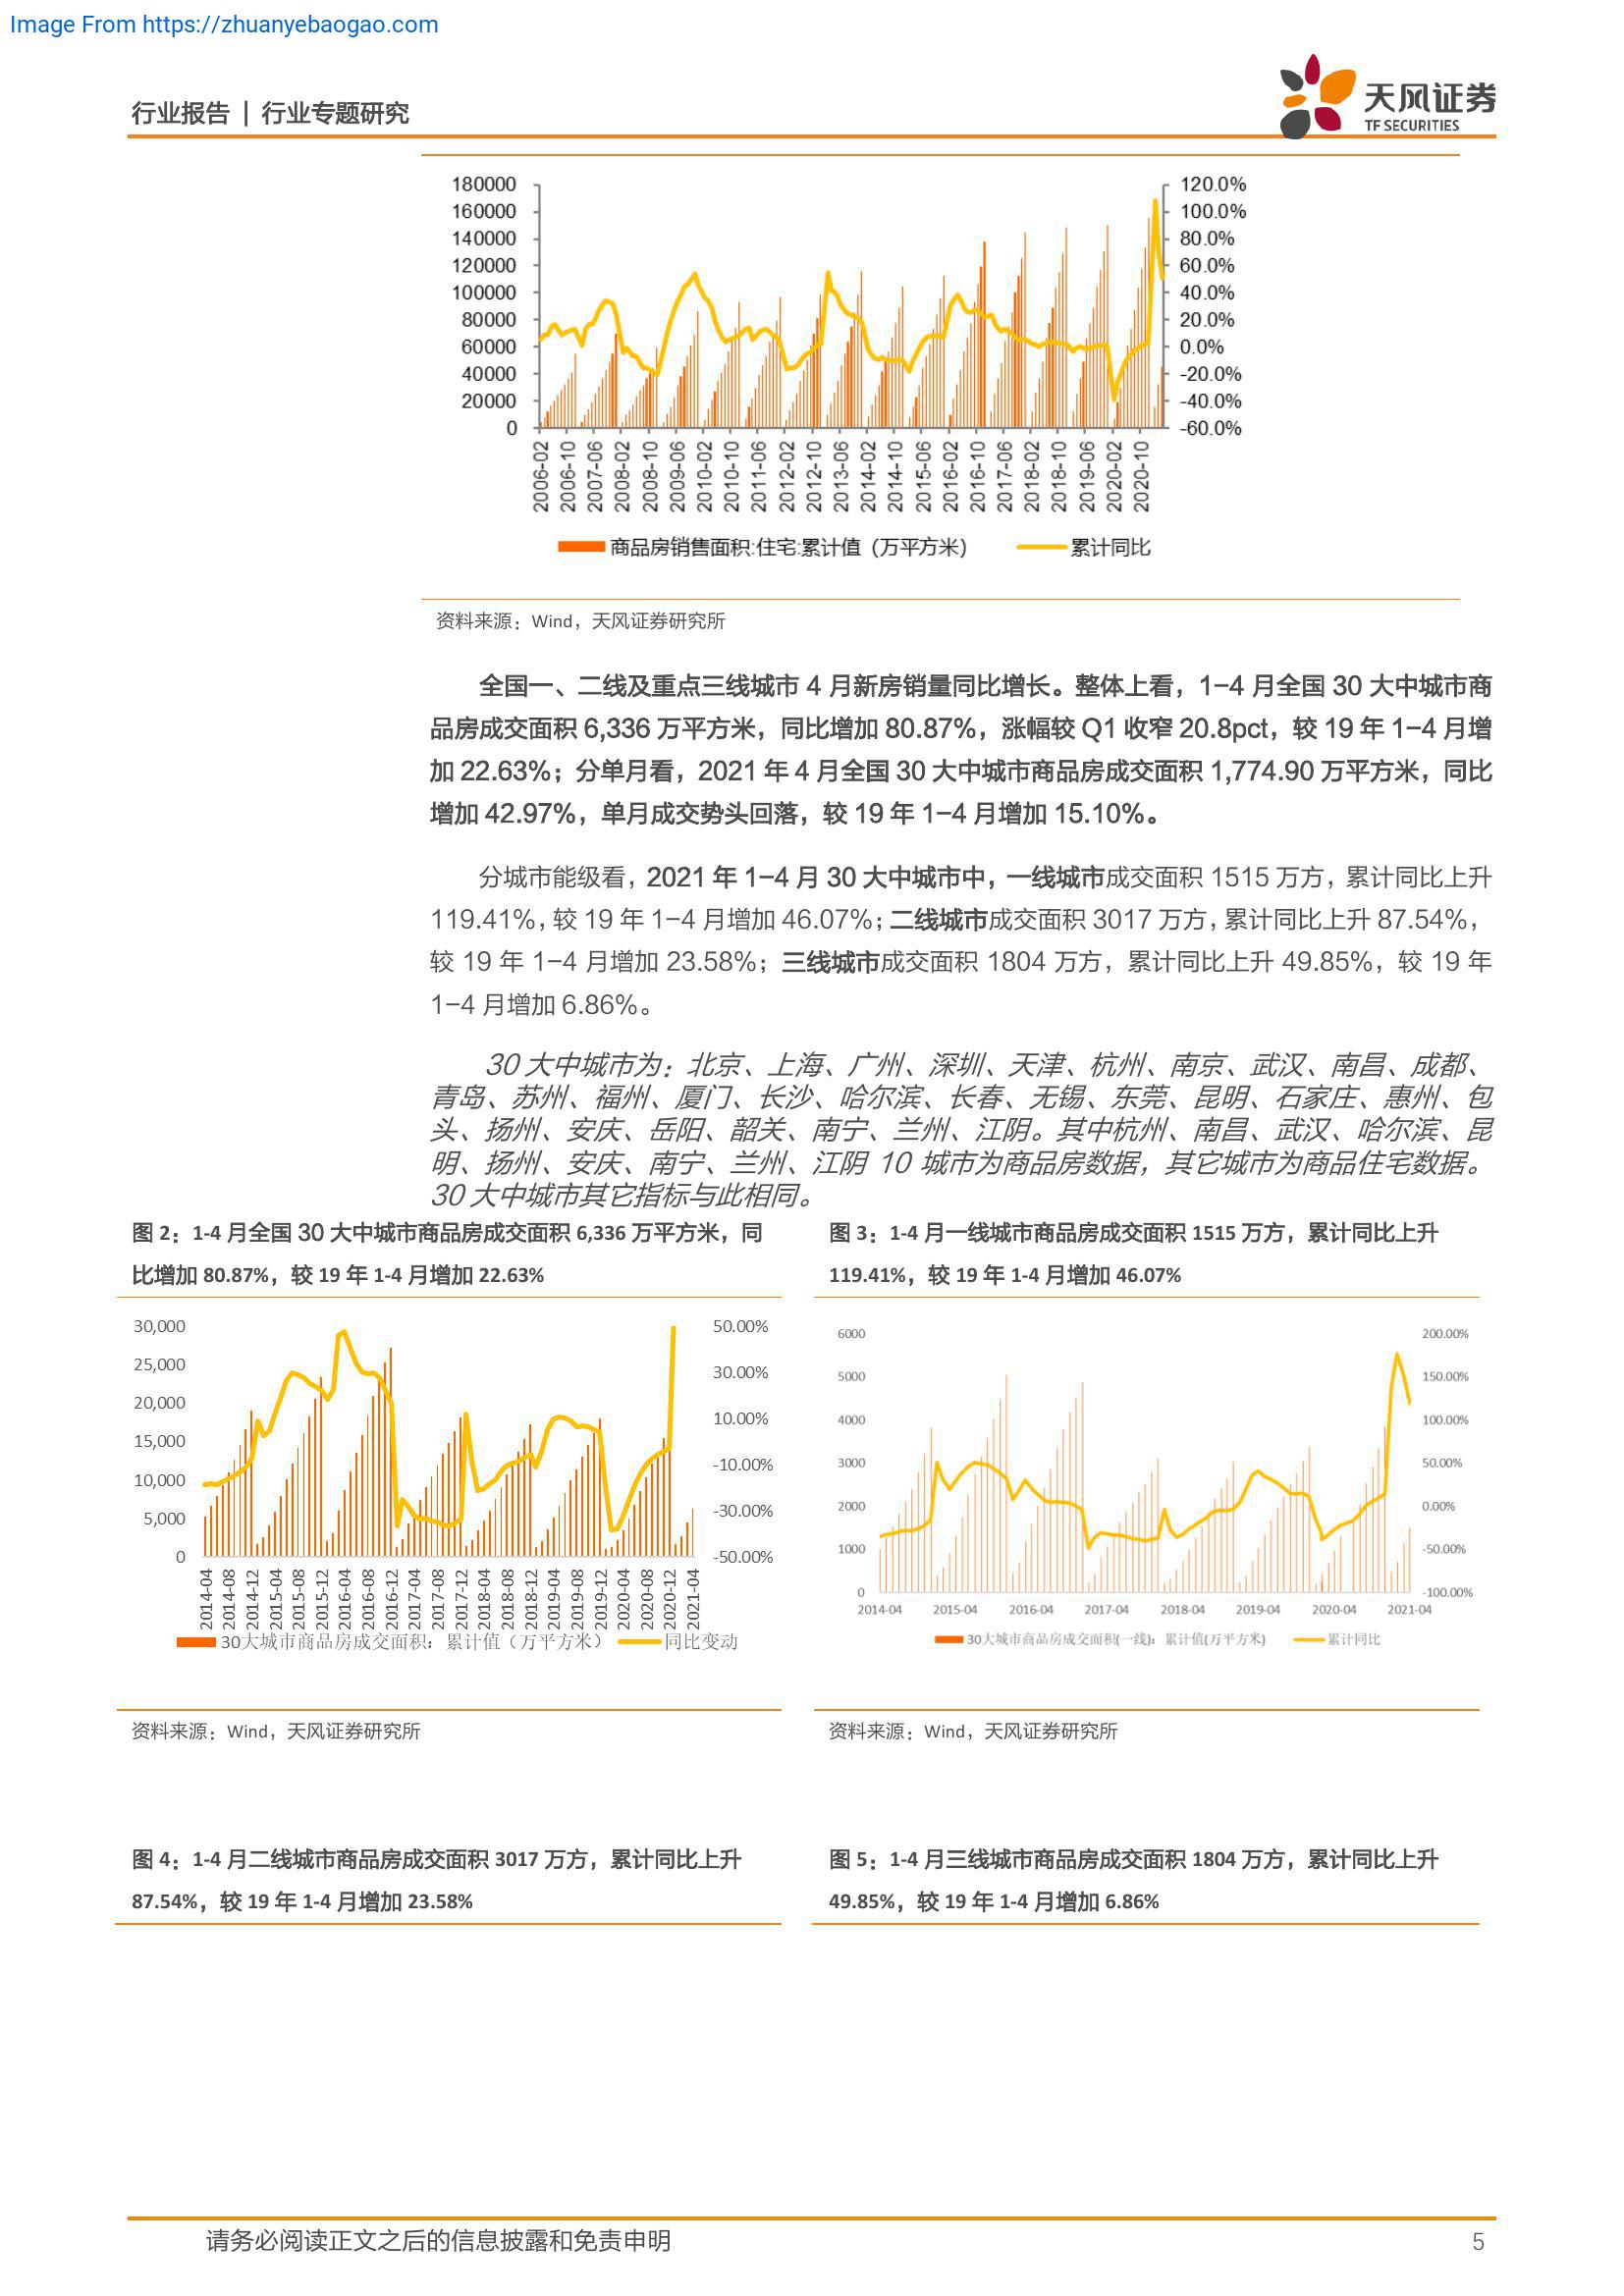 Image From https://zhuanyebaogao.com
行业报告 | 行业专题研究
天风证券
TF SECURITIES
180000
160000
140000
120000
100000
80000
60000
40000
20000
0
120.0%
100.0%
80.0%
60.0%
40.0%
20.0%
0.0%
-20.0%
-40.0%
-60.0%
2006-02
2006-10
2007-06
2008-02
2008-10
2009-06
2010-02
2010-10
2011-06
2012-02
2012-10
2013-06
2014-02
2014-10
2015-06
2016-02
2016-10
2017-06
2018-02
2018-10
2019-06
2020-02
2020-10
商品房销售面积:住宅:累计值（万平方米）
累计同比
资料来源：Wind，天风证券研究所
全国一、二线及重点三线城市 4 月新房销量同比增长。整体上看，1-4 月全国 30 大中城市商
品房成交面积 6,336 万平方米，同比增加 80.87%，涨幅较 Q1 收窄 20.8pct，较 19 年 1-4 月增
加 22.63%；分单月看，2021 年 4 月全国 30 大中城市商品房成交面积 1,774.90 万平方米，同比
增加 42.97%，单月成交势头回落，较 19 年 1-4 月增加 15.10%。
分城市能级看，2021 年 1-4 月 30 大中城市中，一线城市成交面积 1515 万方，累计同比上升
119.41%，较 19 年 1-4 月增加 46.07%；二线城市成交面积 3017 万方，累计同比上升 87.54%，
较 19 年 1-4 月增加 23.58%；三线城市成交面积 1804 万方，累计同比上升 49.85%，较 19 年
1-4 月增加 6.86%。
30 大中城市为：北京、上海、广州、深圳、天津、杭州、南京、武汉、南昌、成都、
青岛、苏州、福州、厦门、长沙、哈尔滨、长春、无锡、东莞、昆明、石家庄、惠州、包
头、扬州、安庆、岳阳、韶关、南宁、兰州、江阴。其中杭州、南昌、武汉、哈尔滨、昆
明、扬州、安庆、南宁、兰州、江阴 10 城市为商品房数据，其它城市为商品住宅数据。
30 大中城市其它指标与此相同。
图 2：1-4 月全国 30 大中城市商品房成交面积 6,336 万平方米，同
比增加 80.87%，较 19 年 1-4 月增加 22.63%
30,000
25,000
20,000
15,000
10,000
5,000
0
50.00%
30.00%
10.00%
-10.00%
-30.00%
-50.00%
2014-04
2014-08
2014-12
2015-04
2015-08
2015-12
2016-04
2016-08
2016-12
2017-04
2017-08
2017-12
2018-04
2018-08
2018-12
2019-04
2019-08
2019-12
2020-04
2020-08
2020-12
2021-04
30大城市商品房成交面积：累计值（万平方米）
同比变动
资料来源：Wind，天风证券研究所
图 3：1-4 月一线城市商品房成交面积 1515 万方，累计同比上升
119.41%，较 19 年 1-4 月增加 46.07%
6000
5000
4000
3000
2000
1000
0
200.00%
150.00%
100.00%
50.00%
0.00%
-50.00%
-100.00%
2014-04
2015-04
2016-04
2017-04
2018-04
2019-04
2020-04
2021-04
30大城市商品房成交面积(一线)：累计值(万平方米)
累计同比
资料来源：Wind，天风证券研究所
图 4：1-4 月二线城市商品房成交面积 3017 万方，累计同比上升
87.54%，较 19 年 1-4 月增加 23.58%
图 5：1-4 月三线城市商品房成交面积 1804 万方，累计同比上升
49.85%，较 19 年 1-4 月增加 6.86%
请务必阅读正文之后的信息披露和免责申明
5